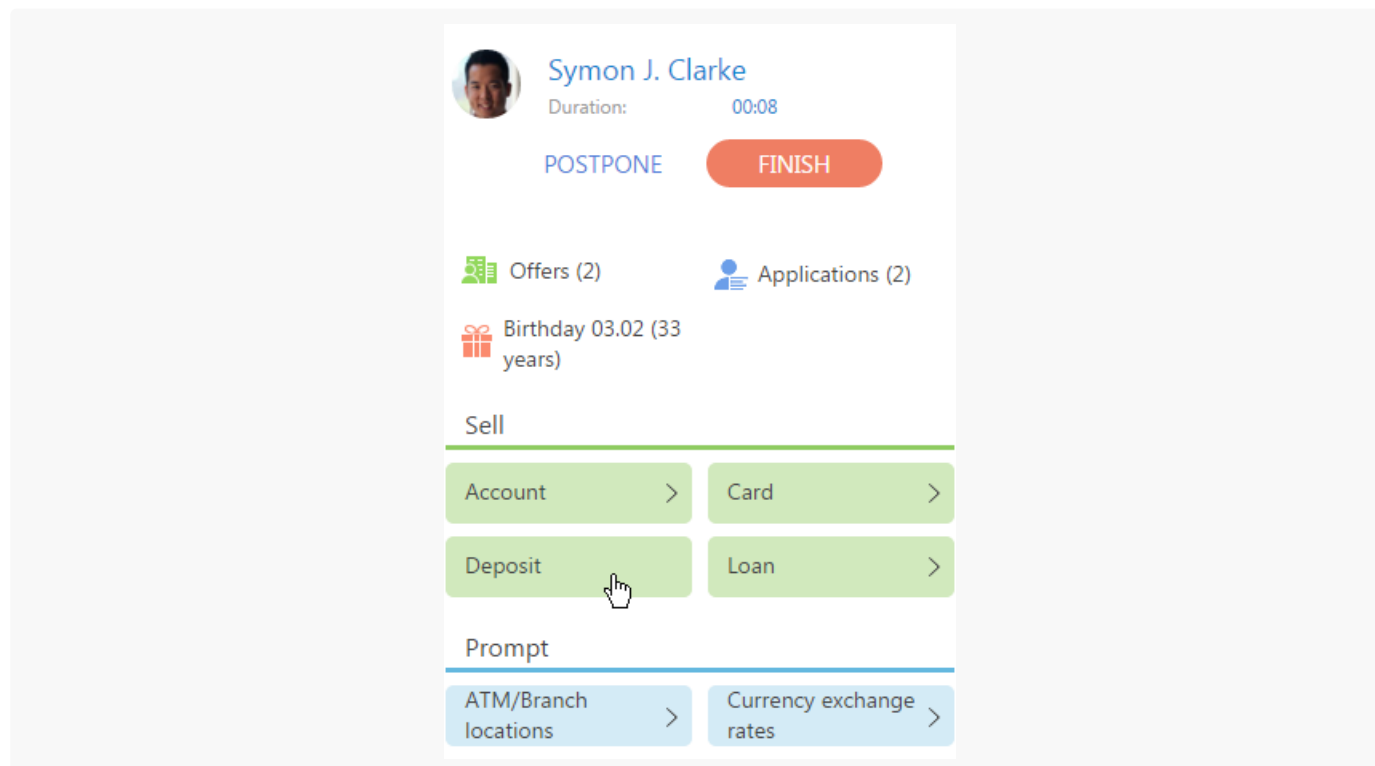 Symon J. Clarke
Duration: 00:08
POSTPONE FINISH
Offers (2) Applications (2)
Birthday 03.02 (33
years)
Sell
Account Card
Deposit Loan
Prompt
ATM/Branch
locations
Currency exchange
rates